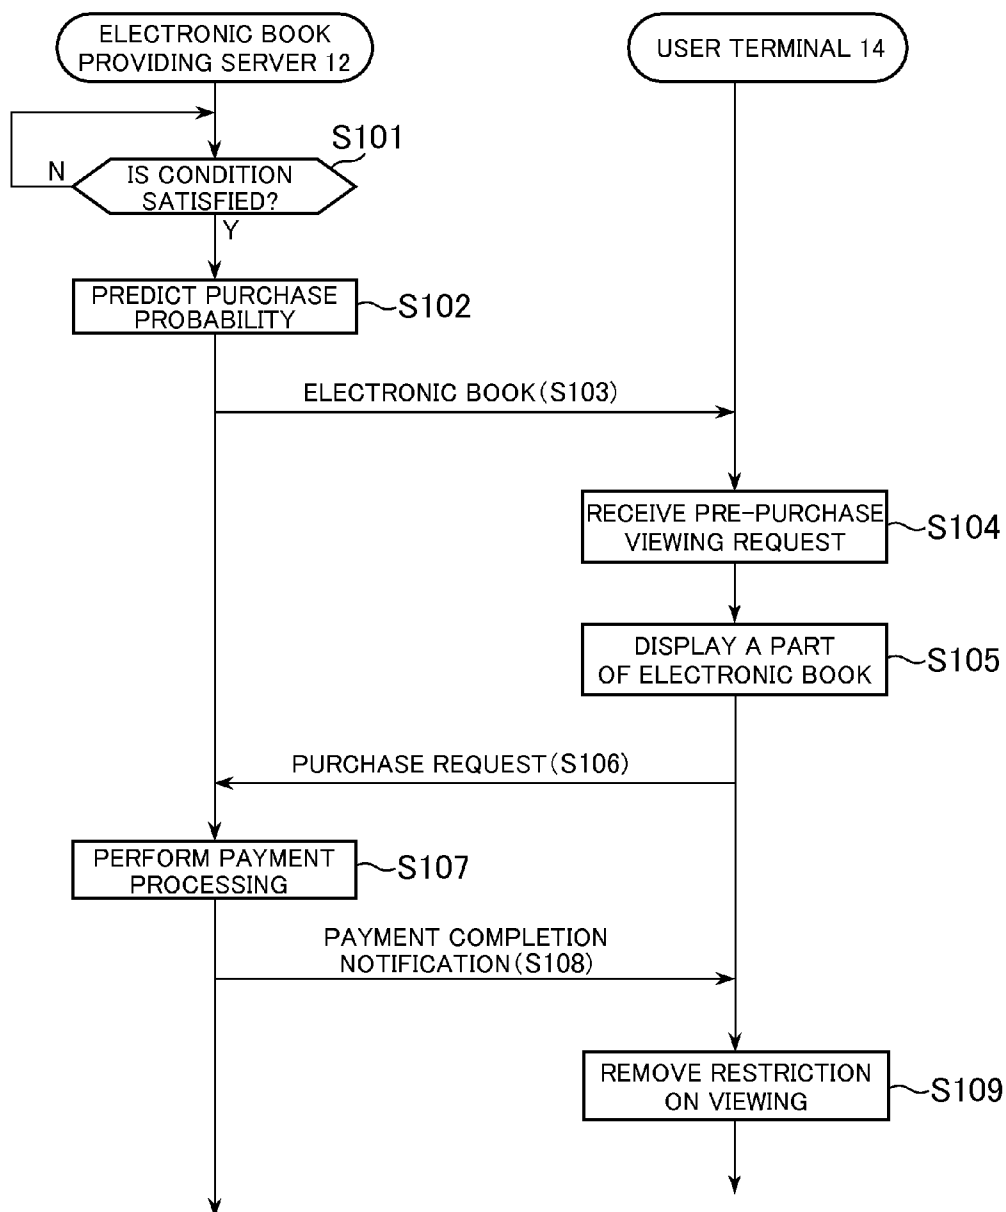 ELECTRONIC BOOK
PROVIDING SERVER 12
USER TERMINAL 14
S101
N
IS CONDITION
SATISFIED?
Y
PREDICT PURCHASE
PROBABILITY
S102
ELECTRONIC BOOK(S103)
RECEIVE PRE-PURCHASE
VIEWING REQUEST
S104
DISPLAY A PART
OF ELECTRONIC BOOK
S105
PURCHASE REQUEST(S106)
PERFORM PAYMENT
PROCESSING
S107
PAYMENT COMPLETION
NOTIFICATION(S108)
REMOVE RESTRICTION
ON VIEWING
S109